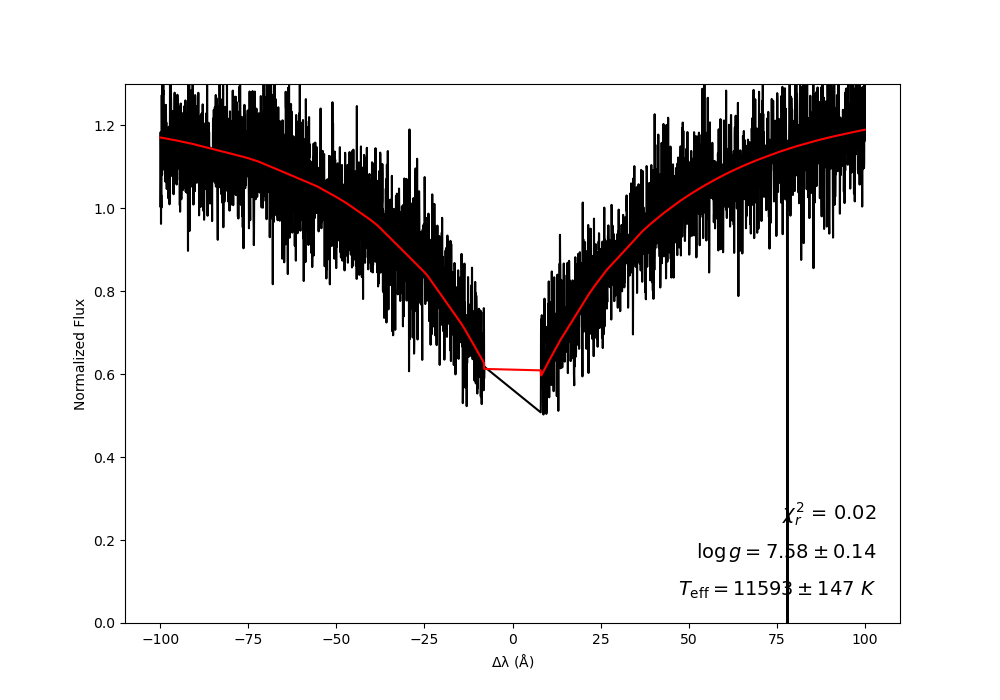 1.2
1.0
0.8
0.6
0.4
0.2
0.0
Normalized Flux
χ²ᵣ = 0.02
log g = 7.58 ± 0.14
T_eff = 11593 ± 147 K
−100 −75 −50 −25 0 25 50 75 100
Δλ (Å)